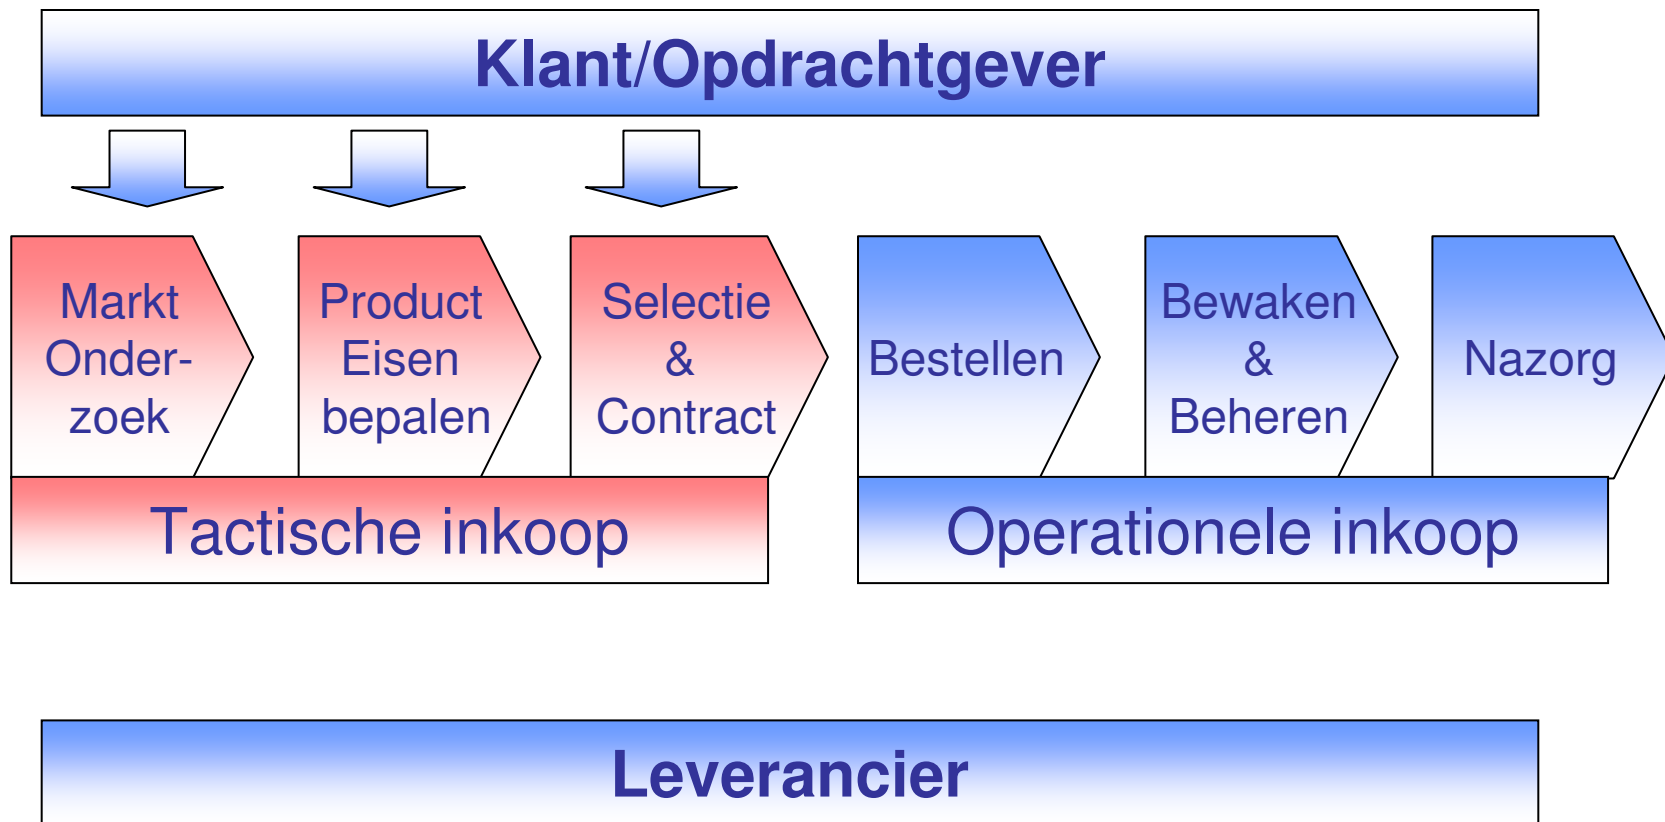 Klant/Opdrachtgever
Markt
Onder-
zoek
Product
Eisen
bepalen
Selectie
&
Contract
Bestellen
Bewaken
&
Beheren
Nazorg
Tactische inkoop
Operationele inkoop
Leverancier